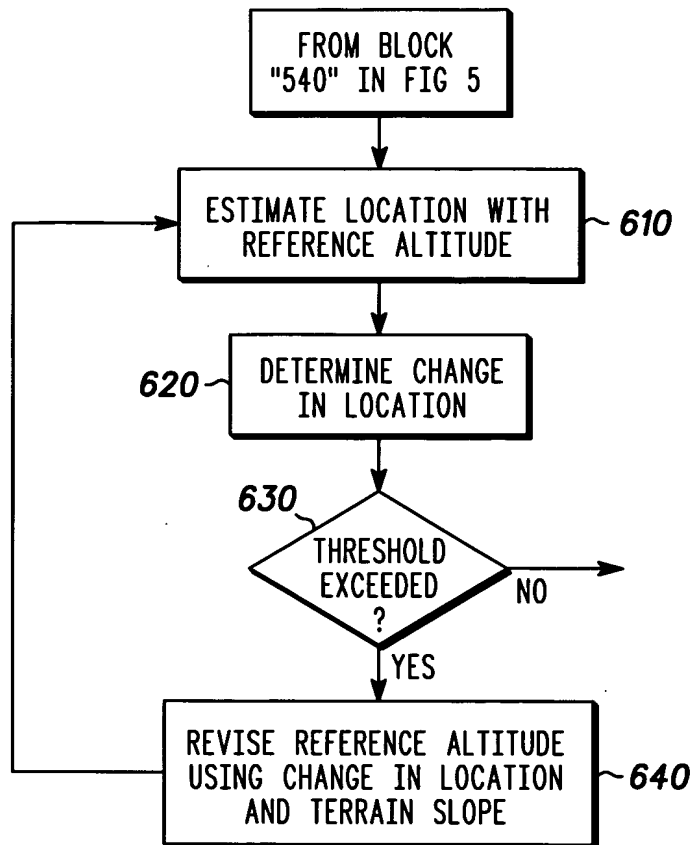 FROM BLOCK
"540" IN FIG 5
ESTIMATE LOCATION WITH
REFERENCE ALTITUDE
610
620
DETERMINE CHANGE
IN LOCATION
630
THRESHOLD
EXCEEDED
?
NO
YES
REVISE REFERENCE ALTITUDE
USING CHANGE IN LOCATION
AND TERRAIN SLOPE
640